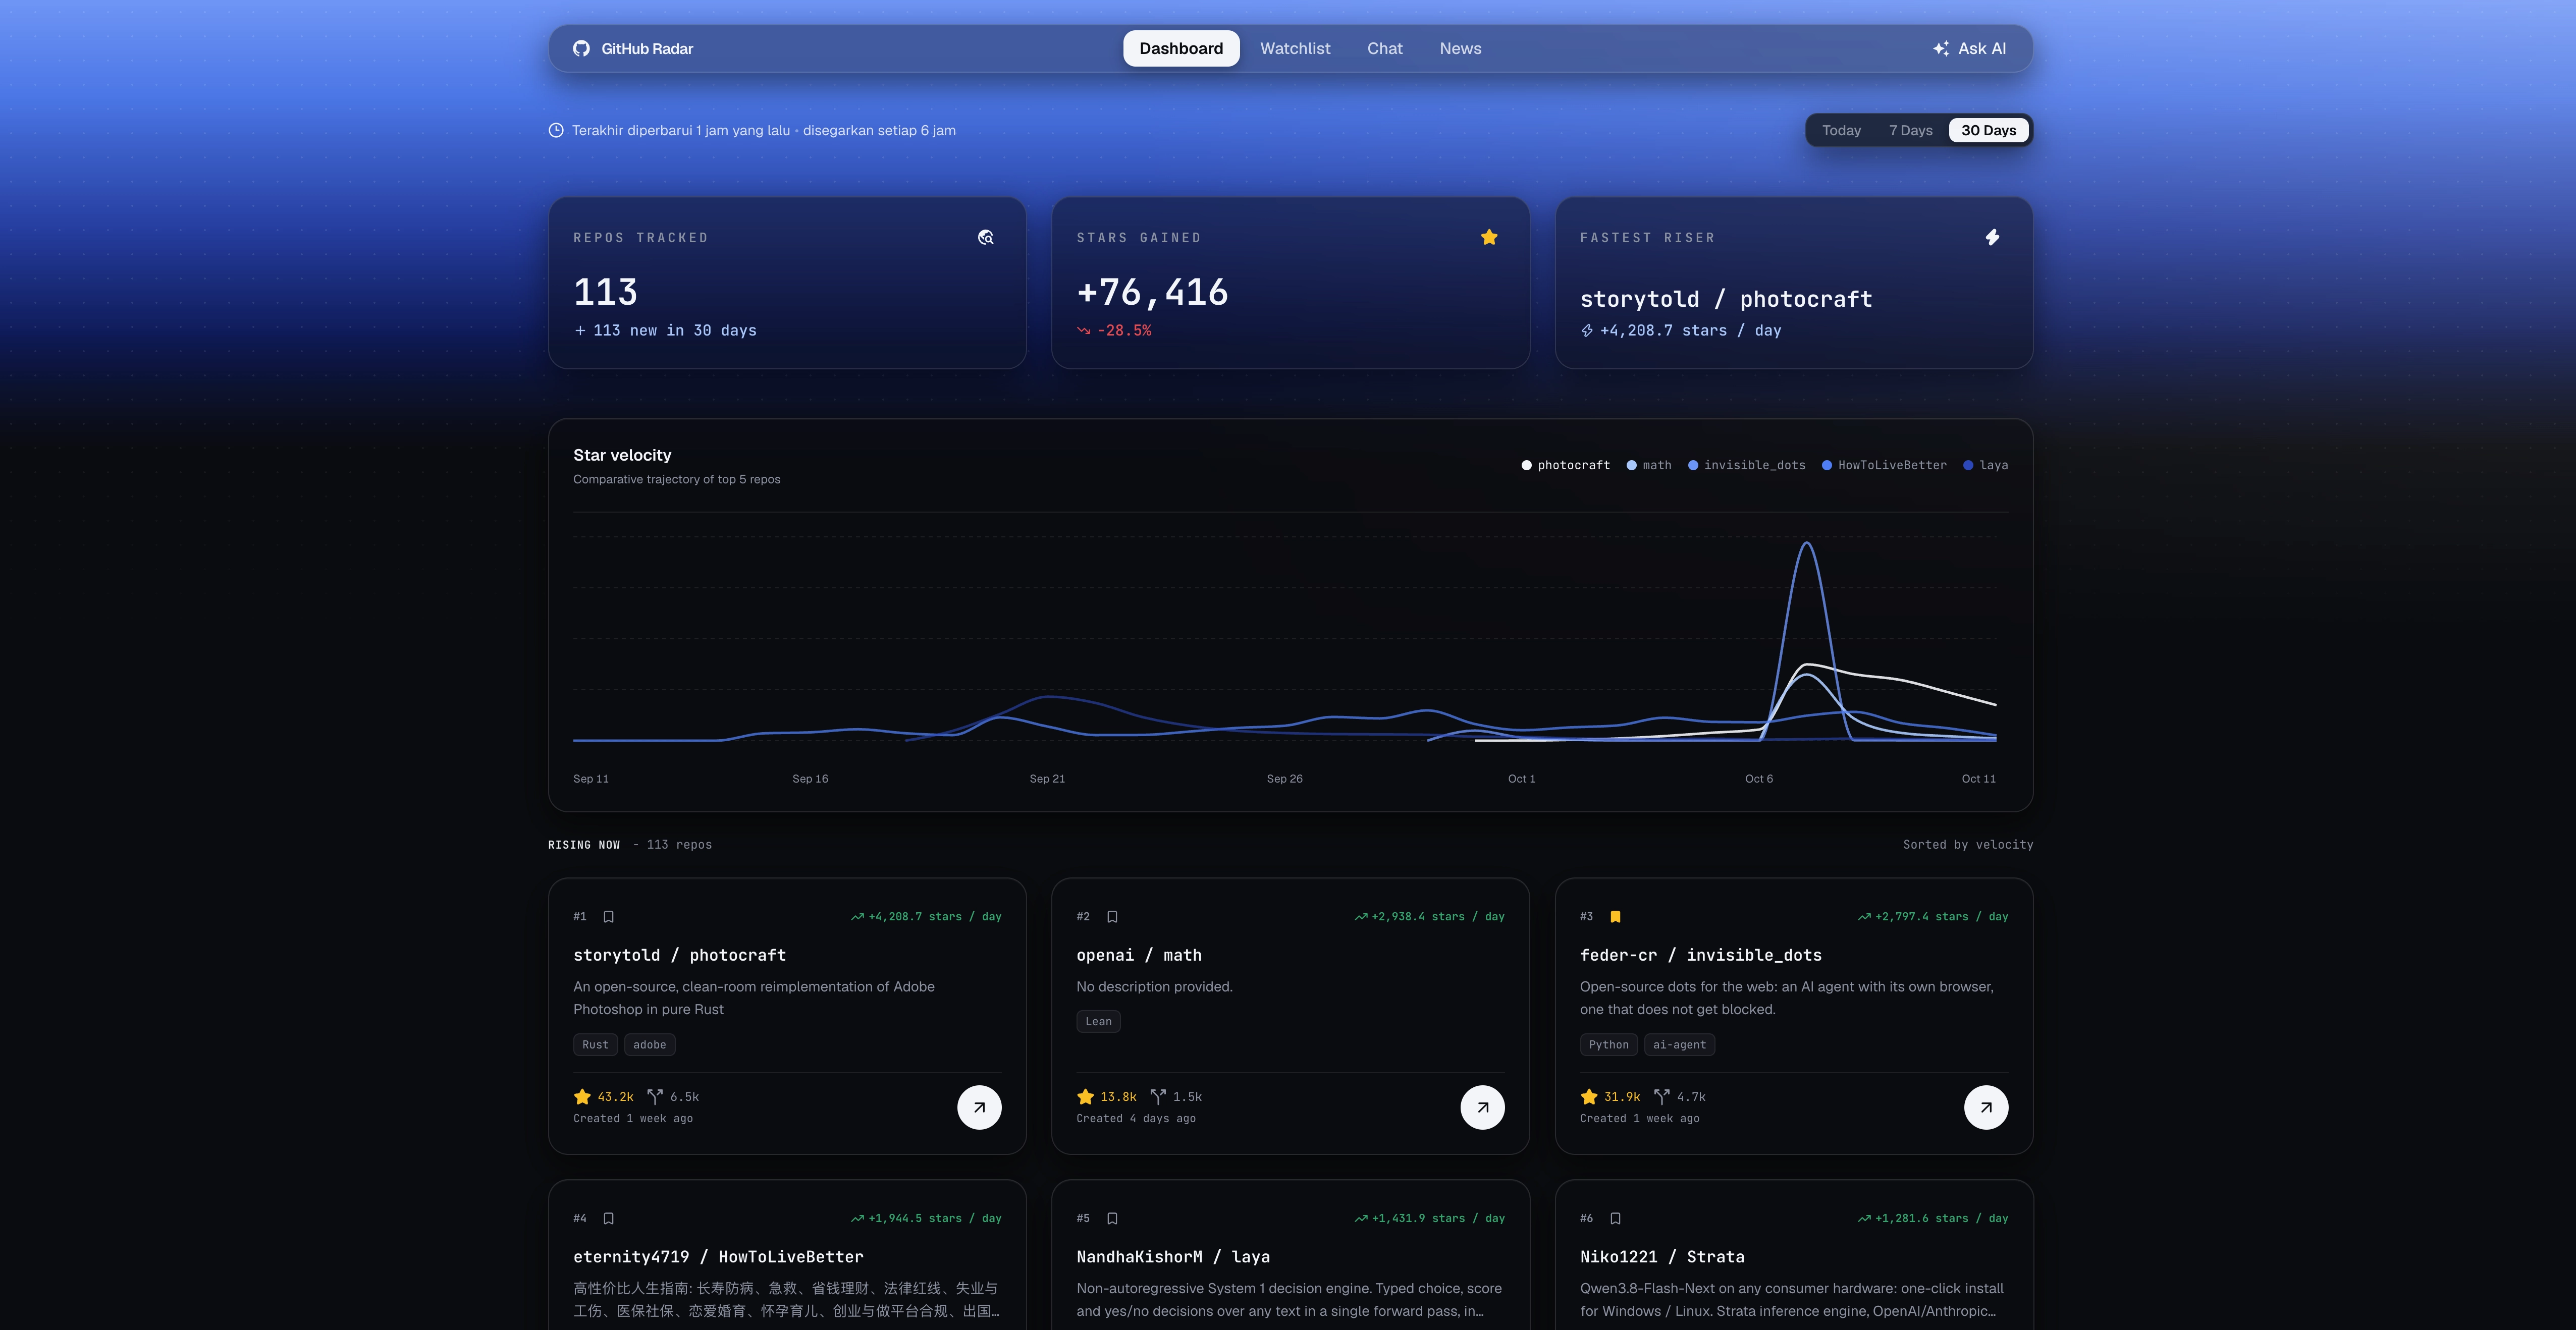 GitHub Radar
Dashboard
Watchlist
Chat
News
Ask AI
Terakhir diperbarui 1 jam yang lalu • disegarkan setiap 6 jam
Today
7 Days
30 Days
REPOS TRACKED
113
+ 113 new in 30 days
STARS GAINED
+76,416
-28.5%
FASTEST RISER
storytold / photocraft
+4,208.7 stars / day
Star velocity
Comparative trajectory of top 5 repos
photocraft
math
invisible_dots
HowToLiveBetter
laya
Sep 11
Sep 16
Sep 21
Sep 26
Oct 1
Oct 6
Oct 11
RISING NOW - 113 repos
Sorted by velocity
#1
+4,208.7 stars / day
storytold / photocraft
An open-source, clean-room reimplementation of Adobe
Photoshop in pure Rust
Rust
adobe
43.2k
6.5k
Created 1 week ago
#2
+2,938.4 stars / day
openai / math
No description provided.
Lean
13.8k
1.5k
Created 4 days ago
#3
+2,797.4 stars / day
feder-cr / invisible_dots
Open-source dots for the web: an AI agent with its own browser,
one that does not get blocked.
Python
ai-agent
31.9k
4.7k
Created 1 week ago
#4
+1,944.5 stars / day
eternity4719 / HowToLiveBetter
高性价比人生指南: 长寿防病、急救、省钱理财、法律红线、失业与
工伤、医保社保、恋爱婚育、怀孕育儿、创业与做平台合规、出国…
#5
+1,431.9 stars / day
NandhaKishorM / laya
Non-autoregressive System 1 decision engine. Typed choice, score
and yes/no decisions over any text in a single forward pass, in…
#6
+1,281.6 stars / day
Niko1221 / Strata
Qwen3.8-Flash-Next on any consumer hardware: one-click install
for Windows / Linux. Strata inference engine, OpenAI/Anthropic…